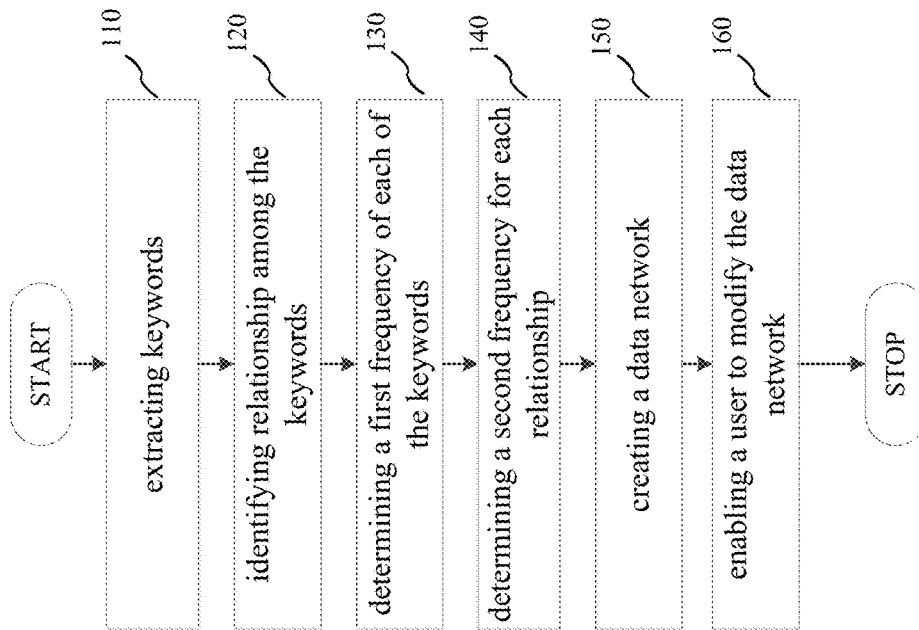 START
extracting keywords
110
identifying relationship among the
keywords
120
determining a first frequency of each of
the keywords
130
determining a second frequency for each
relationship
140
creating a data network
150
enabling a user to modify the data
network
160
STOP